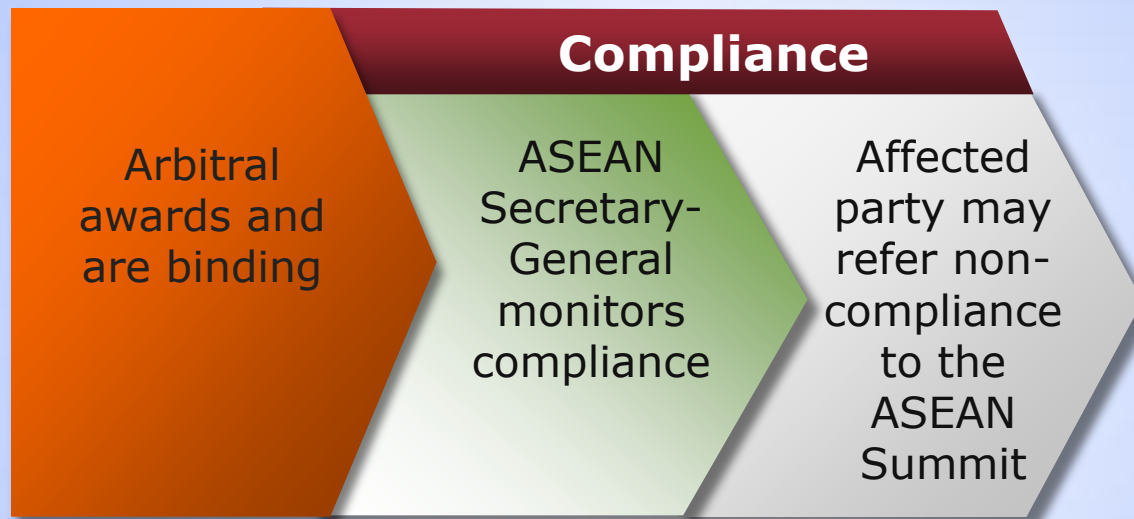 Compliance
Arbitral
awards and
are binding
ASEAN
Secretary-
General
monitors
compliance
Affected
party may
refer non-
compliance
to the
ASEAN
Summit